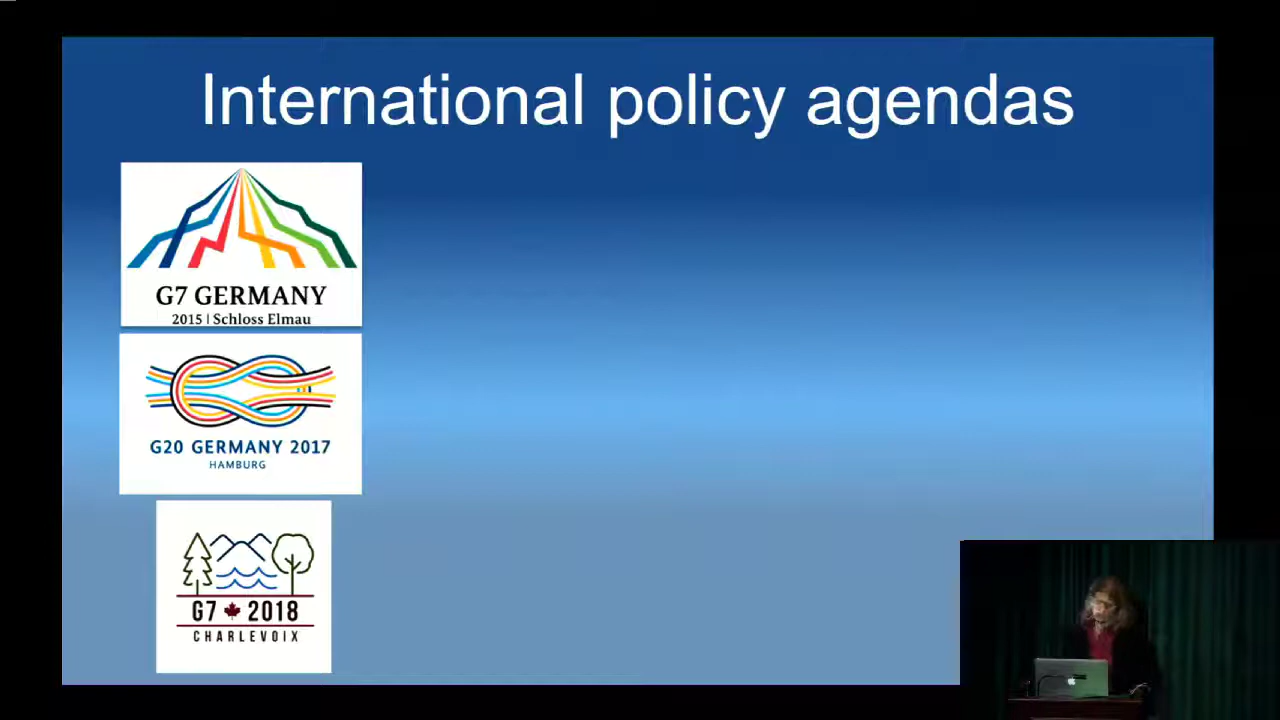 International policy agendas
G7 GERMANY
2015 | Schloss Elmau
G20 GERMANY 2017
HAMBURG
G7 2018
CHARLEVOIX